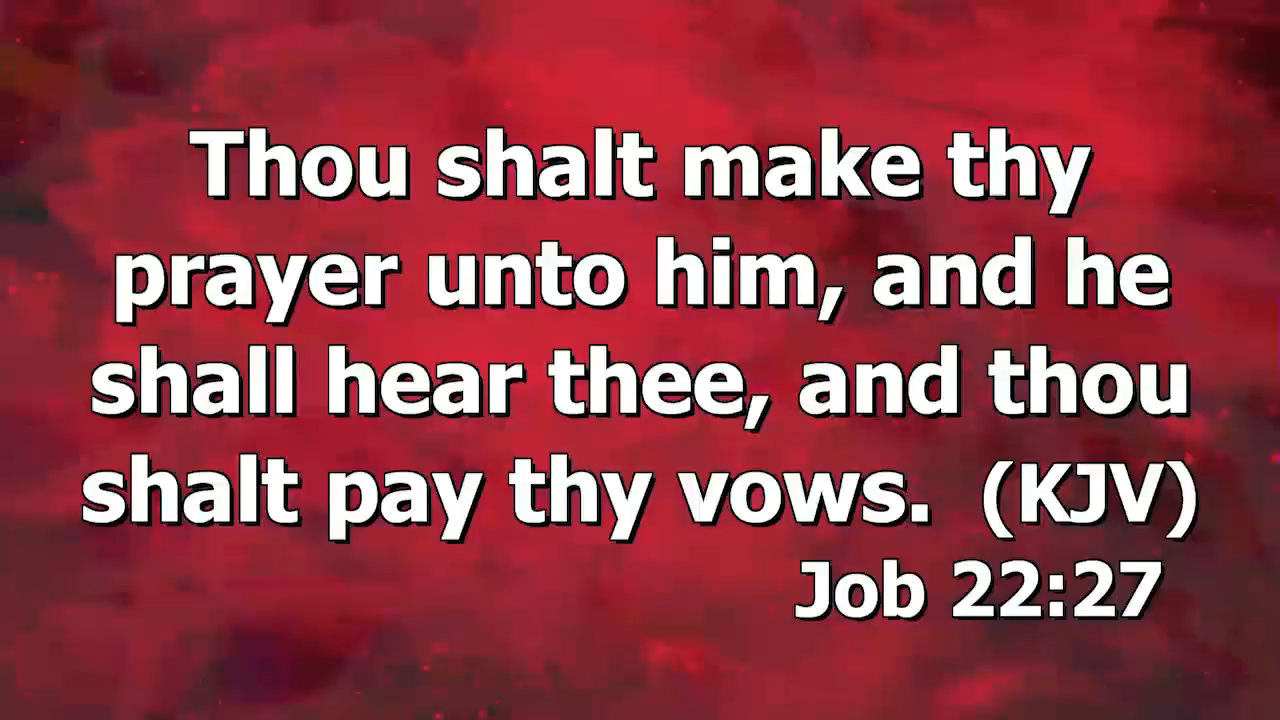 Thou shalt make thy
prayer unto him, and he
shall hear thee, and thou
shalt pay thy vows.  (KJV)
Job 22:27